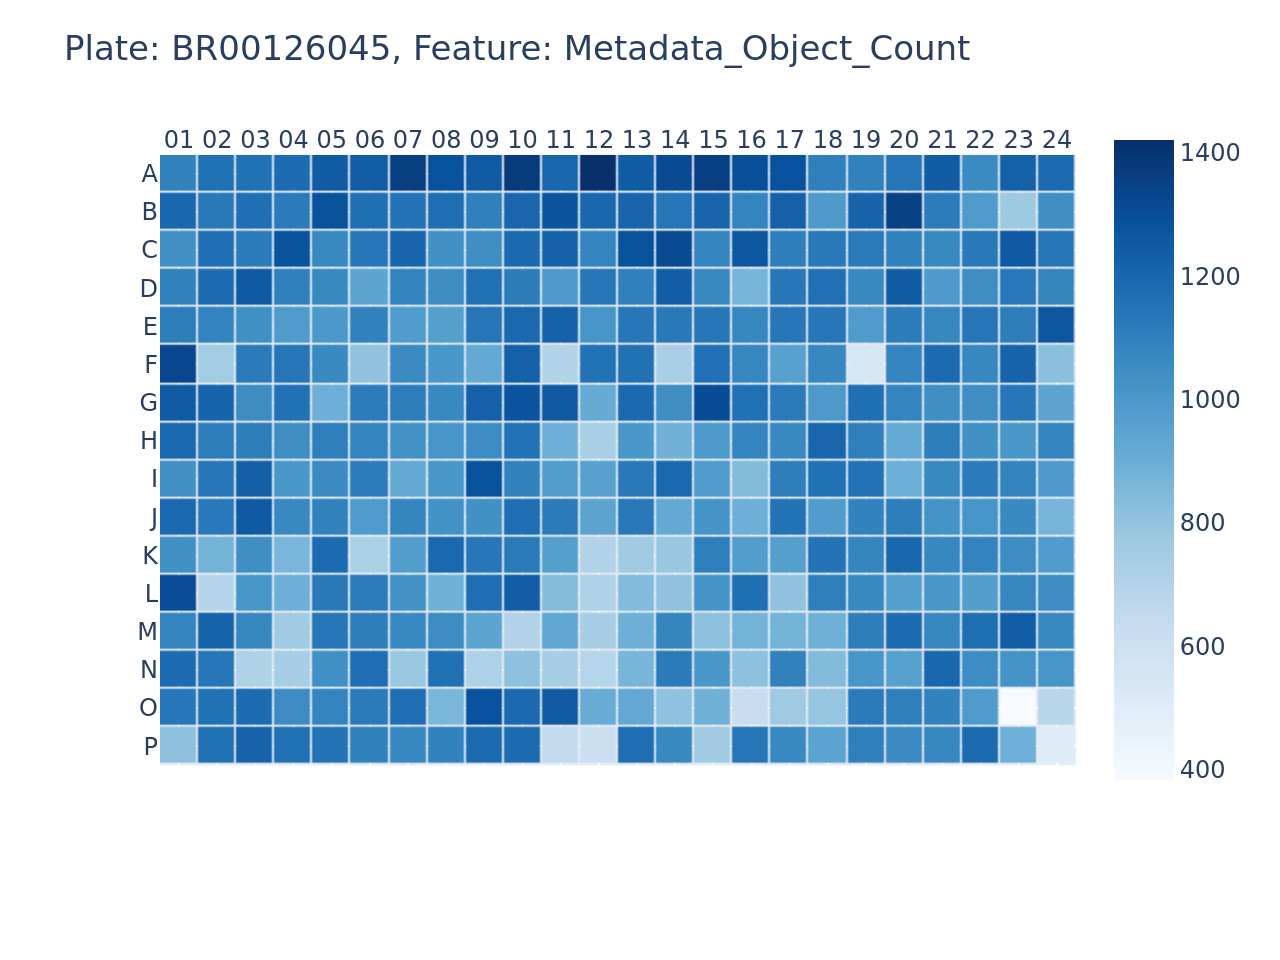 Plate: BR00126045, Feature: Metadata_Object_Count
01 02 03 04 05 06 07 08 09 10 11 12 13 14 15 16 17 18 19 20 21 22 23 24
A
B
C
D
E
F
G
H
I
J
K
L
M
N
O
P
1400
1200
1000
800
600
400